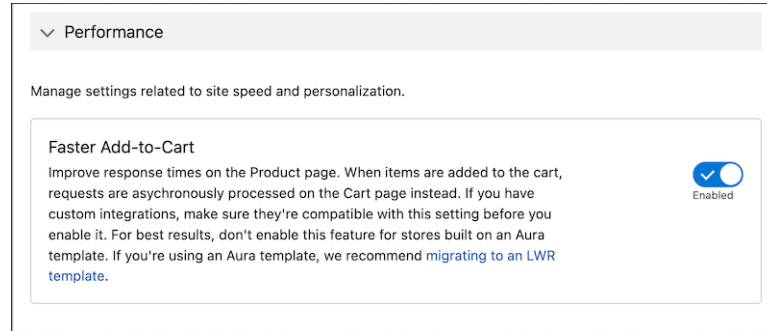 Performance
Manage settings related to site speed and personalization.
Faster Add-to-Cart
Improve response times on the Product page. When items are added to the cart,
requests are asychronously processed on the Cart page instead. If you have
custom integrations, make sure they're compatible with this setting before you
enable it. For best results, don't enable this feature for stores built on an Aura
template. If you're using an Aura template, we recommend migrating to an LWR
template.
Enabled